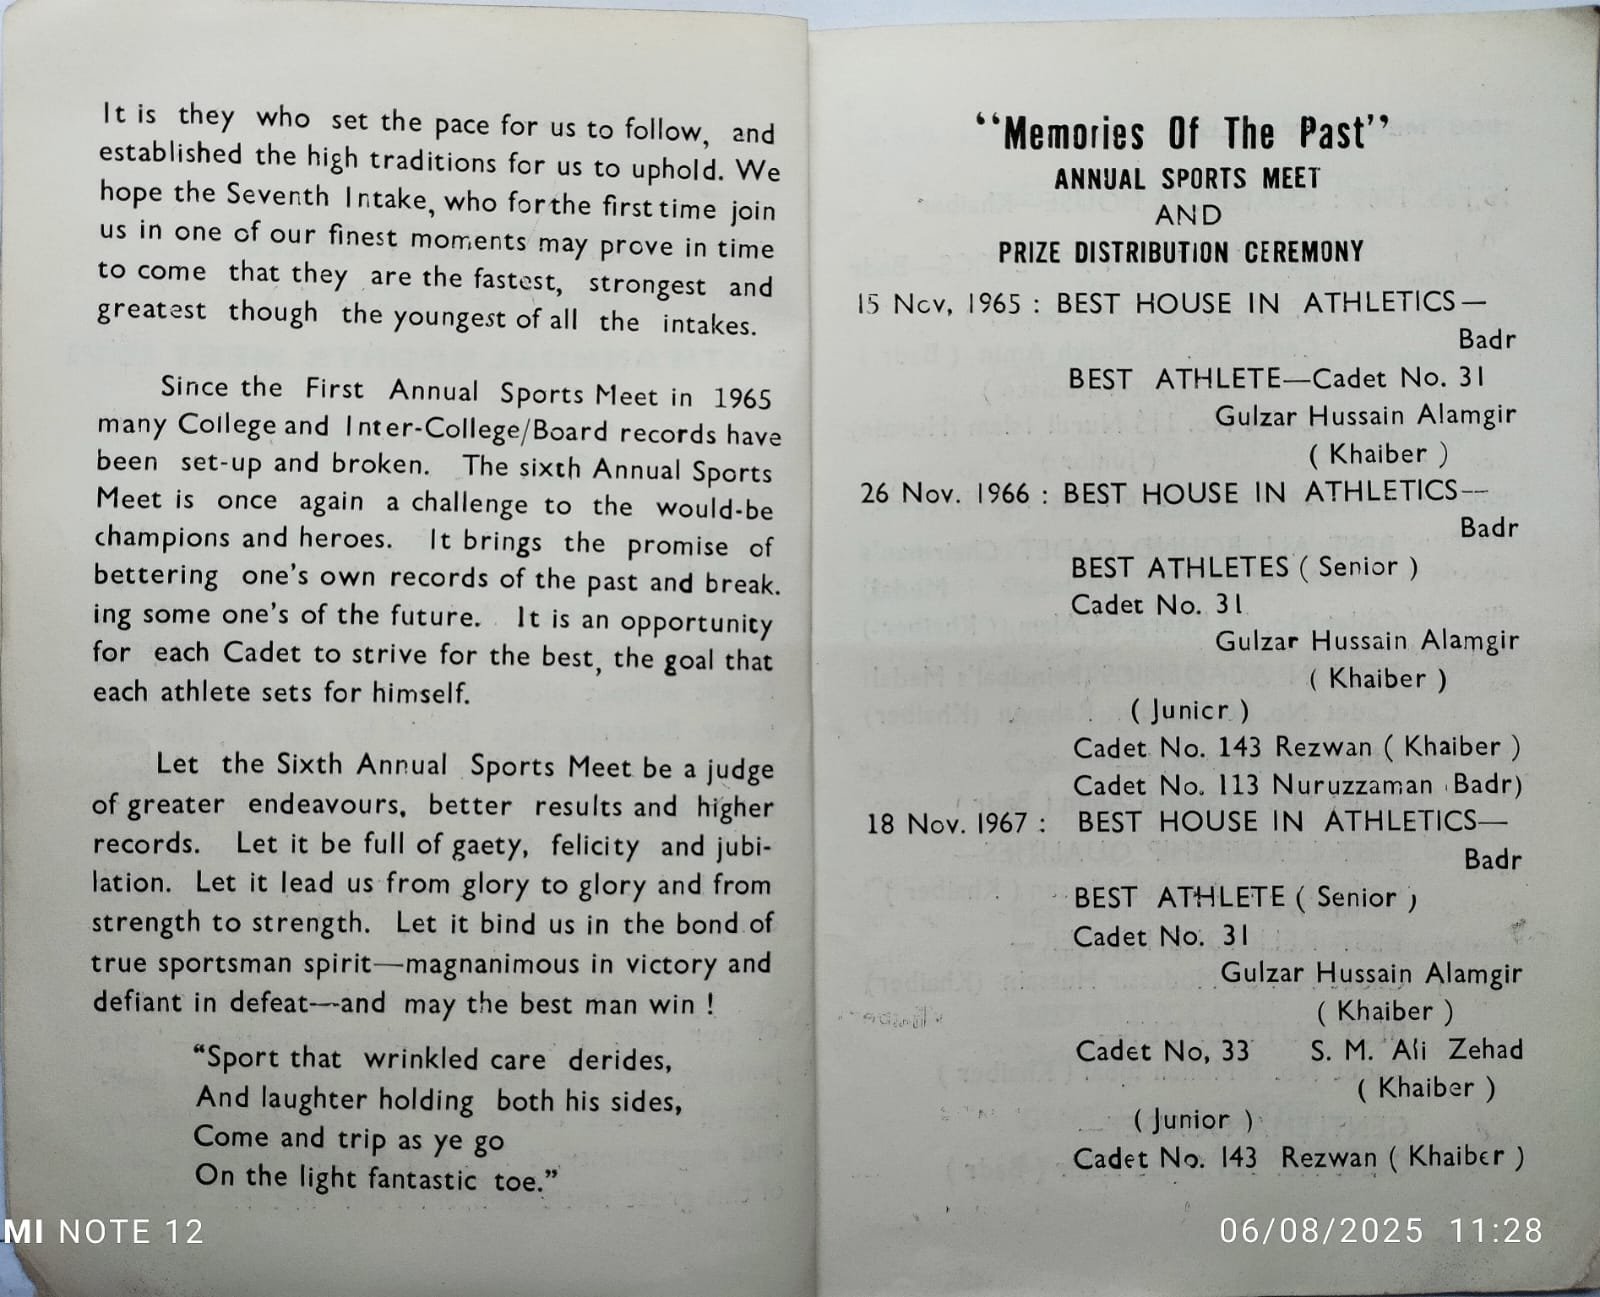 It is they who set the pace for us to follow, and
established the high traditions for us to uphold. We
hope the Seventh Intake, who for the first time join
us in one of our finest moments may prove in time
to come that they are the fastest, strongest and
greatest though the youngest of all the intakes.
Since the First Annual Sports Meet in 1965
many College and Inter-College/Board records have
been set-up and broken. The sixth Annual Sports
Meet is once again a challenge to the would-be
champions and heroes. It brings the promise of
bettering one's own records of the past and break.
ing some one's of the future. It is an opportunity
for each Cadet to strive for the best, the goal that
each athlete sets for himself.
Let the Sixth Annual Sports Meet be a judge
of greater endeavours, better results and higher
records. Let it be full of gaety, felicity and jubi-
lation. Let it lead us from glory to glory and from
strength to strength. Let it bind us in the bond of
true sportsman spirit—magnanimous in victory and
defiant in defeat—and may the best man win !
“Sport that wrinkled care derides,
And laughter holding both his sides,
Come and trip as ye go
On the light fantastic toe.”
“Memories Of The Past”
ANNUAL SPORTS MEET
AND
PRIZE DISTRIBUTION CEREMONY
15 Nov, 1965 : BEST HOUSE IN ATHLETICS—
Badr
BEST ATHLETE—Cadet No. 31
Gulzar Hussain Alamgir
( Khaiber )
26 Nov. 1966 : BEST HOUSE IN ATHLETICS—
Badr
BEST ATHLETES ( Senior )
Cadet No. 31
Gulzar Hussain Alamgir
( Khaiber )
( Junior )
Cadet No. 143 Rezwan ( Khaiber )
Cadet No. 113 Nuruzzaman Badr)
18 Nov. 1967 : BEST HOUSE IN ATHLETICS—
Badr
BEST ATHLETE ( Senior )
Cadet No. 31
Gulzar Hussain Alamgir
( Khaiber )
Cadet No, 33 S. M. Ali Zehad
( Khaiber )
( Junior )
Cadet No. 143 Rezwan ( Khaiber )
MI NOTE 12
06/08/2025 11:28